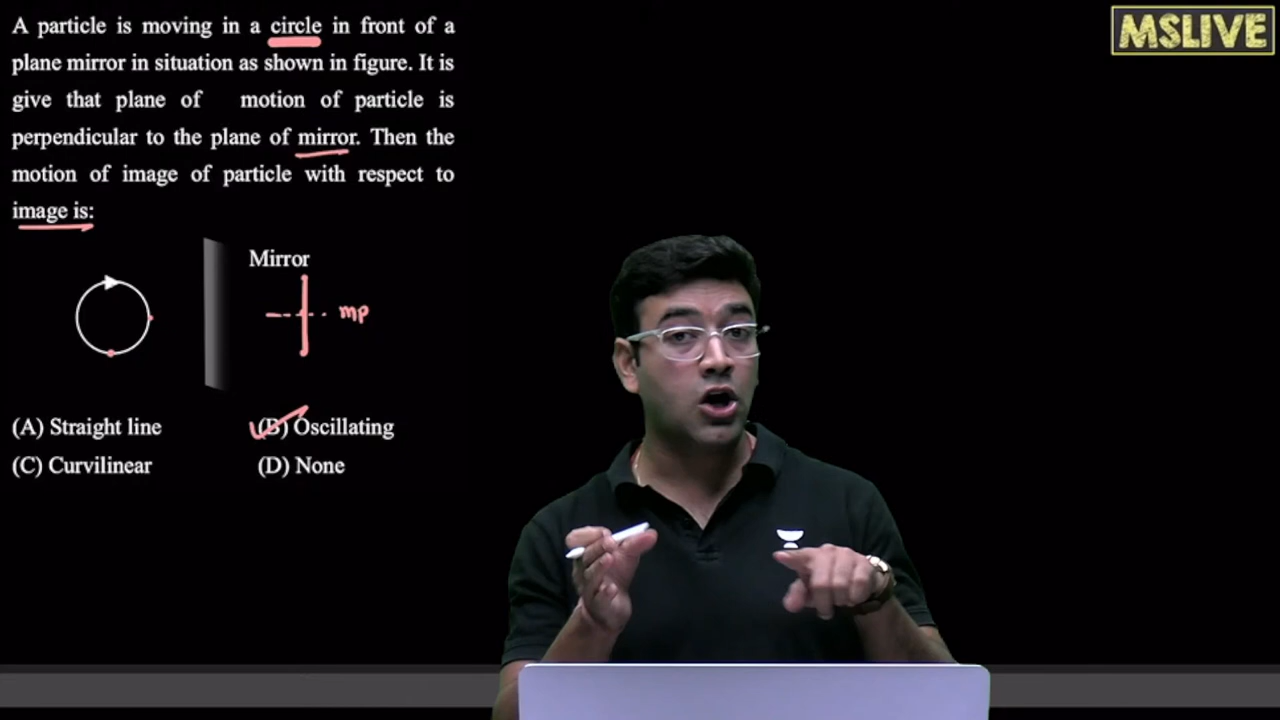 MSLIVE
A particle is moving in a circle in front of a
plane mirror in situation as shown in figure. It is
give that plane of motion of particle is
perpendicular to the plane of mirror. Then the
motion of image of particle with respect to
image is:
Mirror
mp
(A) Straight line
(B) Oscillating
(C) Curvilinear
(D) None